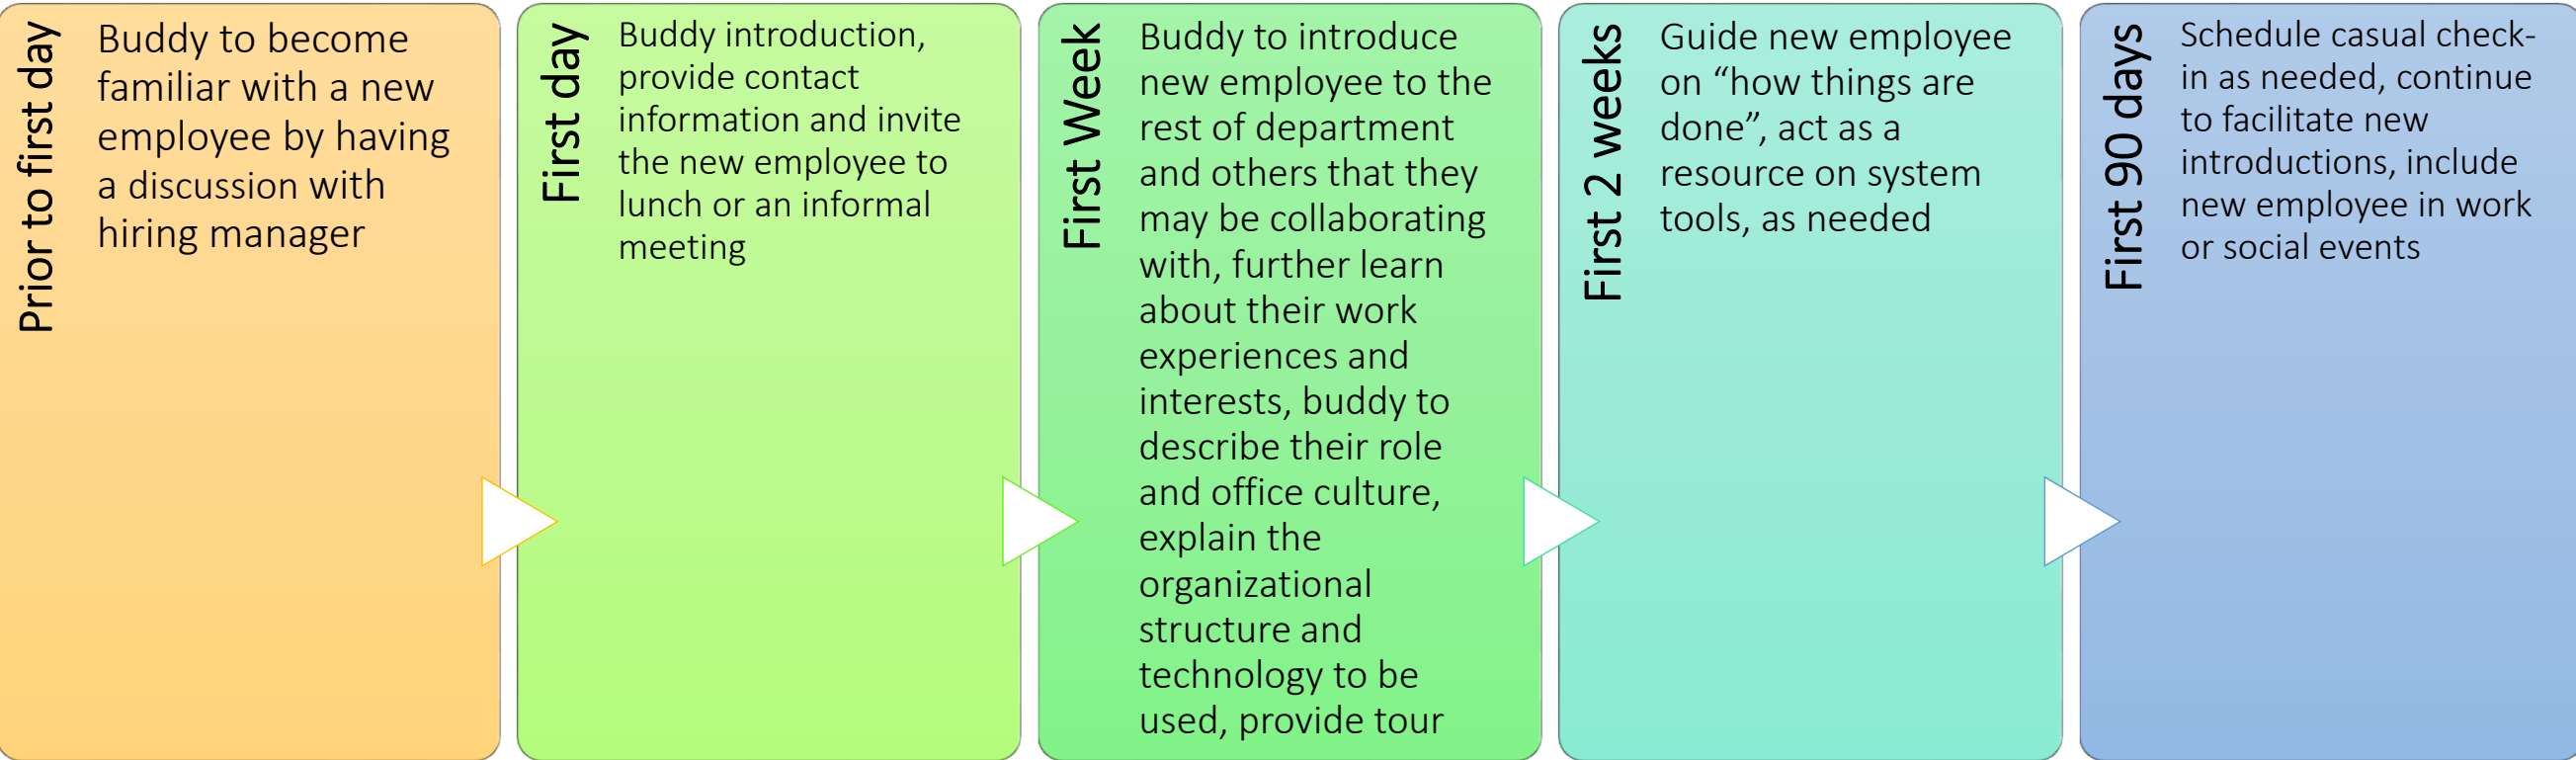 Prior to first day
Buddy to become
familiar with a new
employee by having
a discussion with
hiring manager
First day
Buddy introduction,
provide contact
information and invite
the new employee to
lunch or an informal
meeting
First Week
Buddy to introduce
new employee to the
rest of department
and others that they
may be collaborating
with, further learn
about their work
experiences and
interests, buddy to
describe their role
and office culture,
explain the
organizational
structure and
technology to be
used, provide tour
First 2 weeks
Guide new employee
on “how things are
done”, act as a
resource on system
tools, as needed
First 90 days
Schedule casual check-
in as needed, continue
to facilitate new
introductions, include
new employee in work
or social events